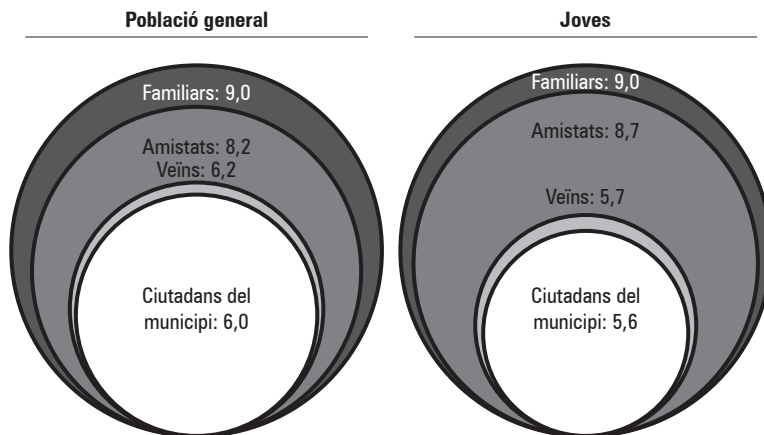 Població general
Familiars: 9,0
Amistats: 8,2
Veïns: 6,2
Ciutadans del
municipi: 6,0
Joves
Familiars: 9,0
Amistats: 8,7
Veïns: 5,7
Ciutadans del
municipi: 5,6